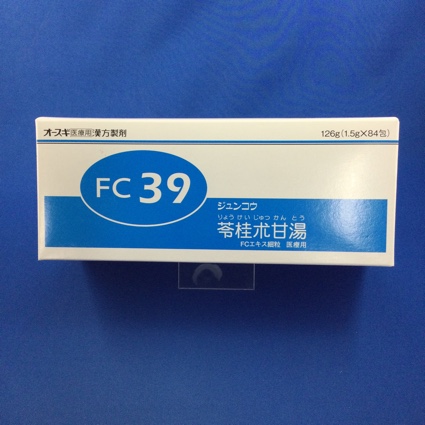 オースギ医療用漢方製剤
126g(1.5g×84包)
FC 39
ジュンコウ
りょう けい じゅつ かん とう
苓桂朮甘湯
FCエキス細粒 医療用